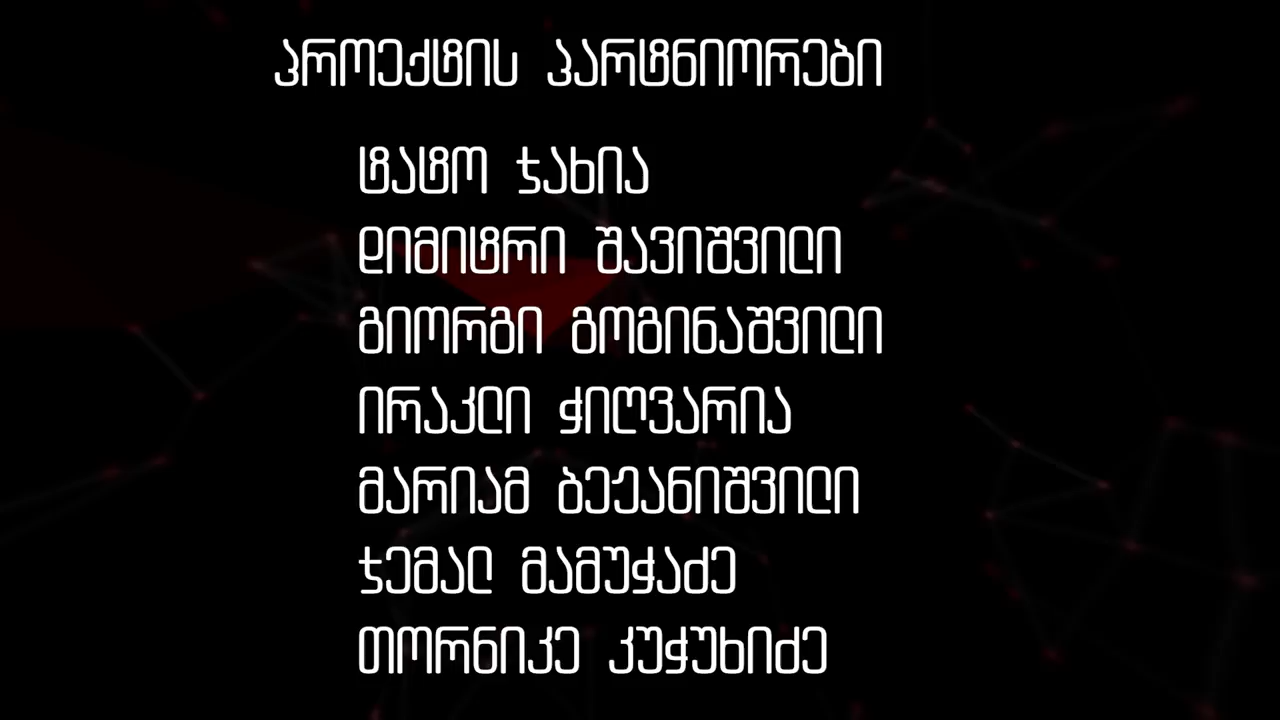 პროექტის პარტნიორები
ტატო ჯახია
დიმიტრი შავიშვილი
გიორგი გოგინაშვილი
ირაკლი ჭიღვარია
მარიამ ბექანიშვილი
ჯემალ მამუჭაძე
თორნიკე კუჭუხიძე